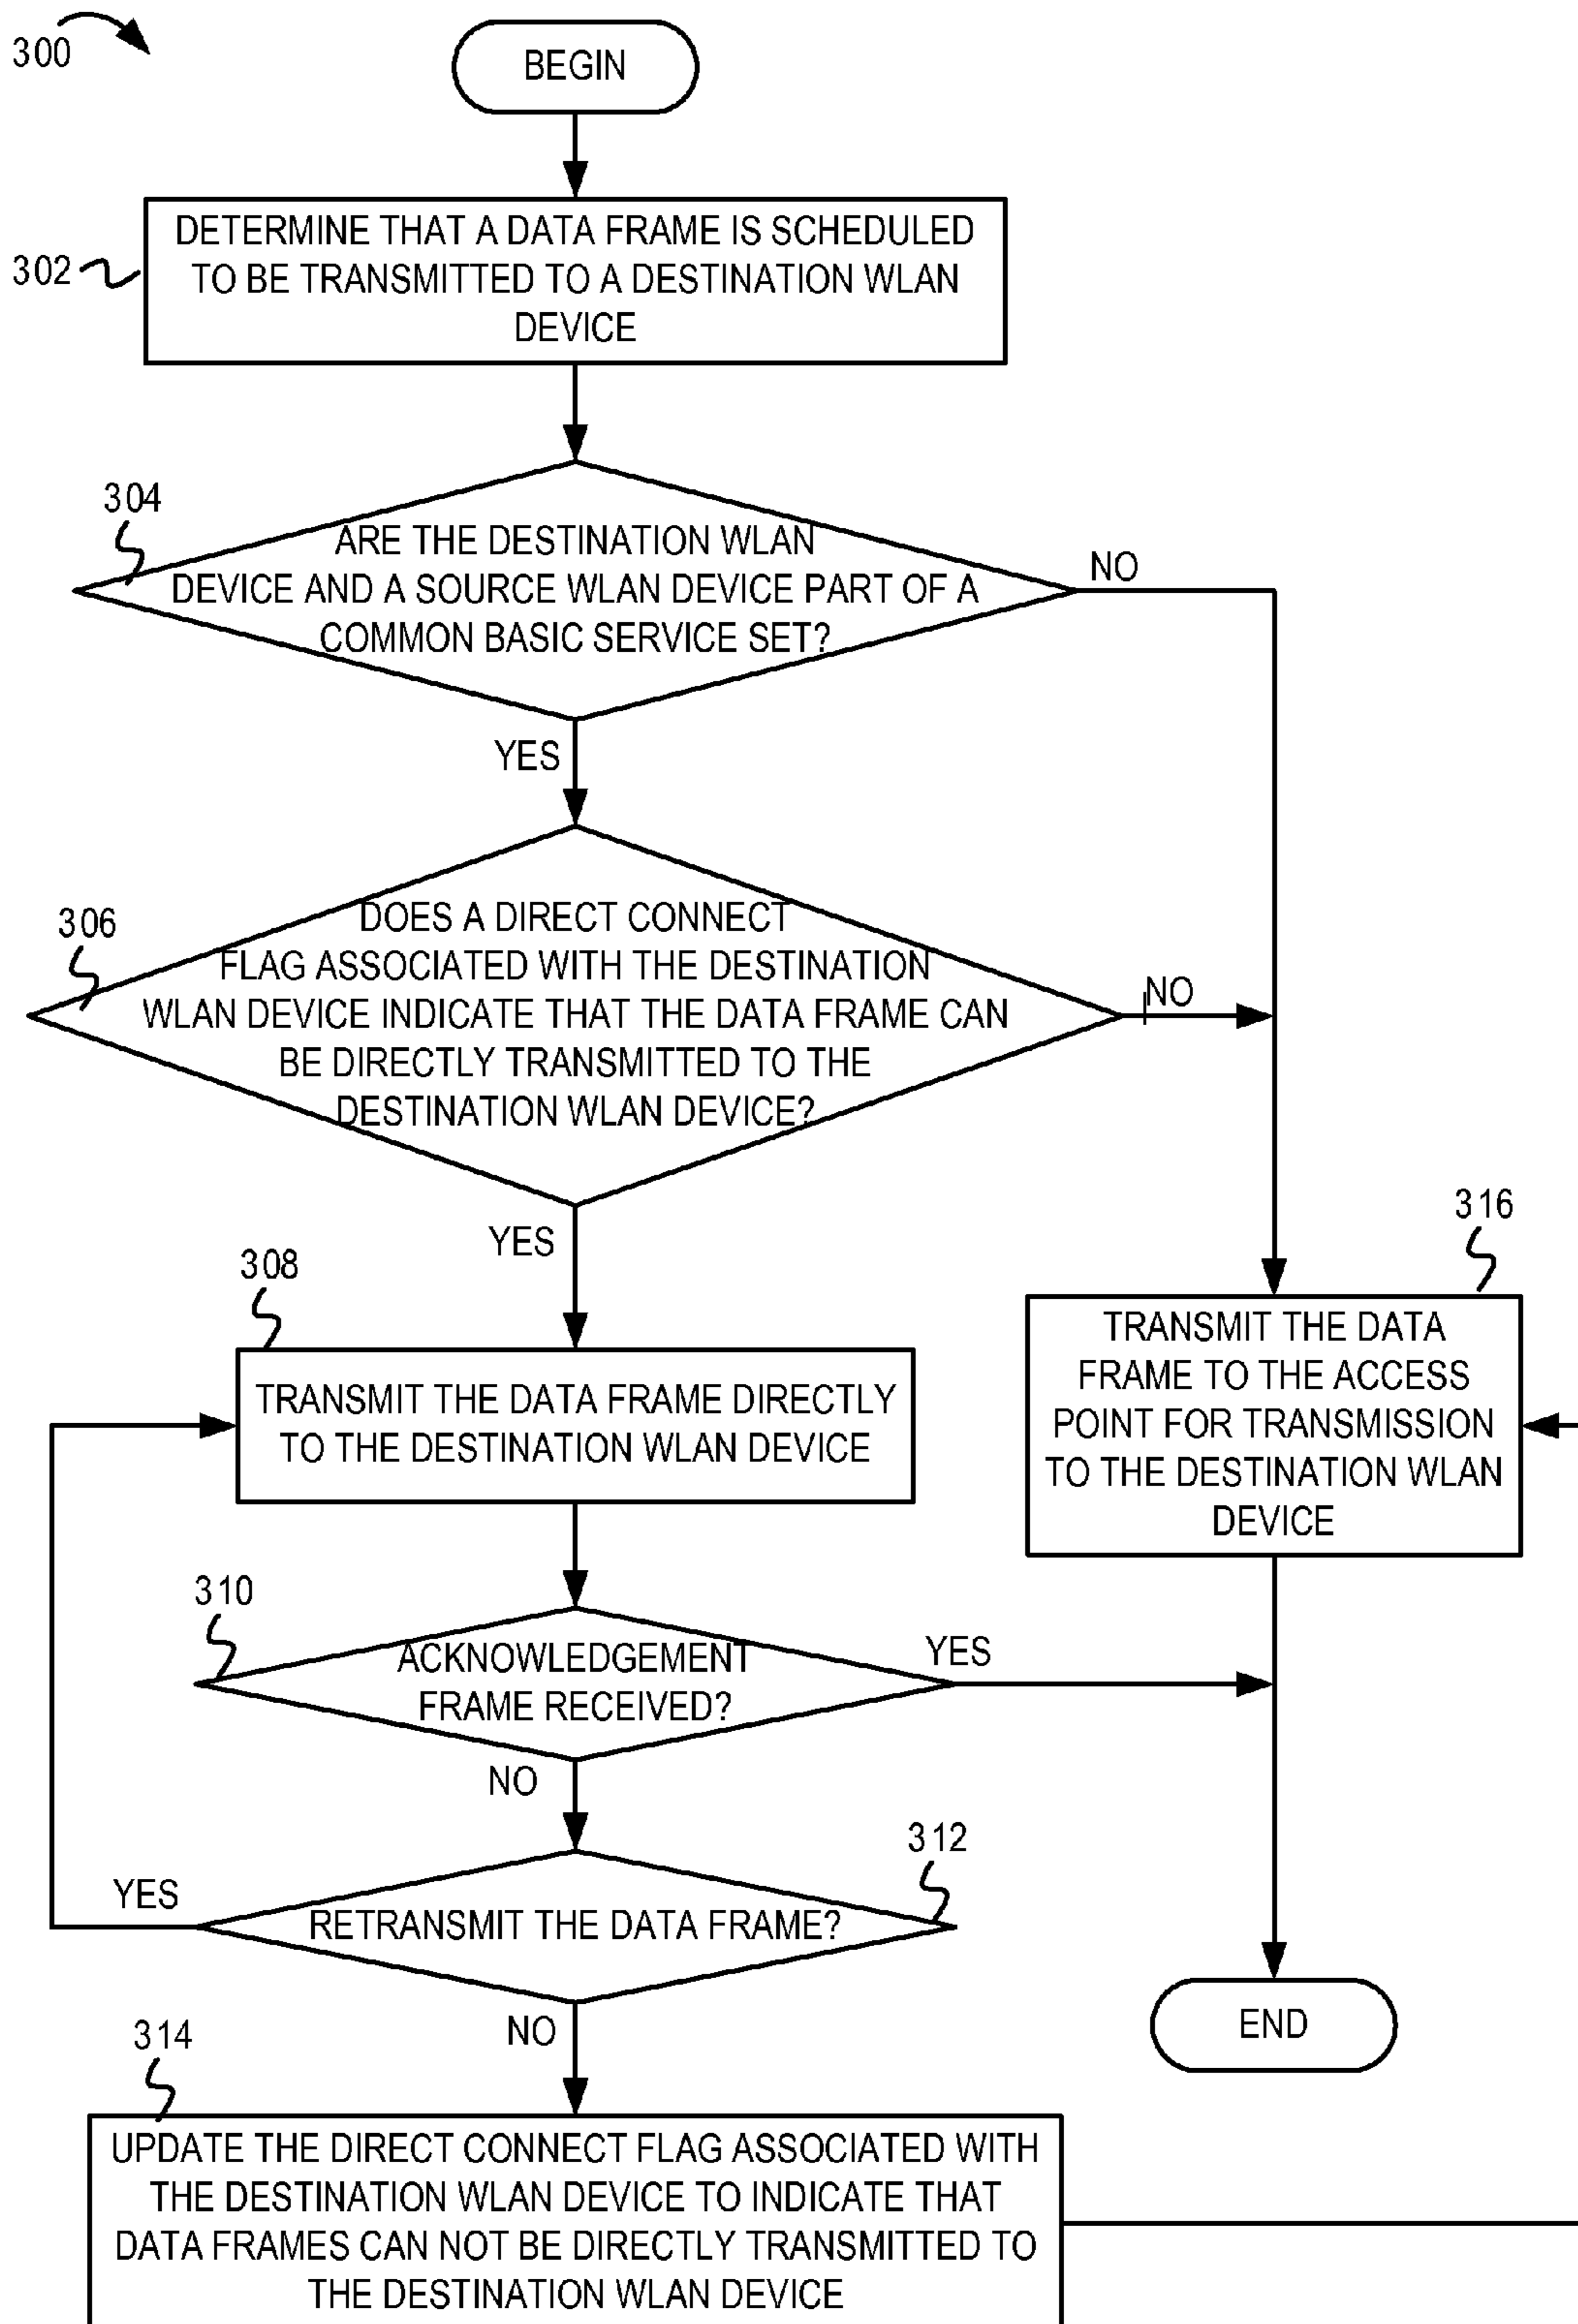 300
BEGIN
302
DETERMINE THAT A DATA FRAME IS SCHEDULED
TO BE TRANSMITTED TO A DESTINATION WLAN
DEVICE
304
ARE THE DESTINATION WLAN
DEVICE AND A SOURCE WLAN DEVICE PART OF A
COMMON BASIC SERVICE SET?
NO
YES
306
DOES A DIRECT CONNECT
FLAG ASSOCIATED WITH THE DESTINATION
WLAN DEVICE INDICATE THAT THE DATA FRAME CAN
BE DIRECTLY TRANSMITTED TO THE
DESTINATION WLAN DEVICE?
NO
YES
308
TRANSMIT THE DATA FRAME DIRECTLY
TO THE DESTINATION WLAN DEVICE
316
TRANSMIT THE DATA
FRAME TO THE ACCESS
POINT FOR TRANSMISSION
TO THE DESTINATION WLAN
DEVICE
310
ACKNOWLEDGEMENT
FRAME RECEIVED?
YES
NO
312
RETRANSMIT THE DATA FRAME?
YES
NO
END
314
UPDATE THE DIRECT CONNECT FLAG ASSOCIATED WITH
THE DESTINATION WLAN DEVICE TO INDICATE THAT
DATA FRAMES CAN NOT BE DIRECTLY TRANSMITTED TO
THE DESTINATION WLAN DEVICE